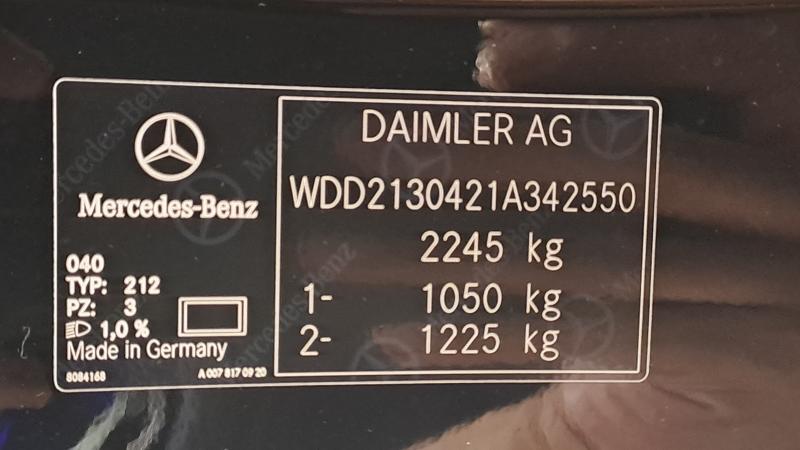 Mercedes-Benz
040
TYP: 212
PZ: 3
1,0 %
Made in Germany
8084168
A 007 817 09 20
DAIMLER AG
WDD2130421A342550
2245 kg
1- 1050 kg
2- 1225 kg